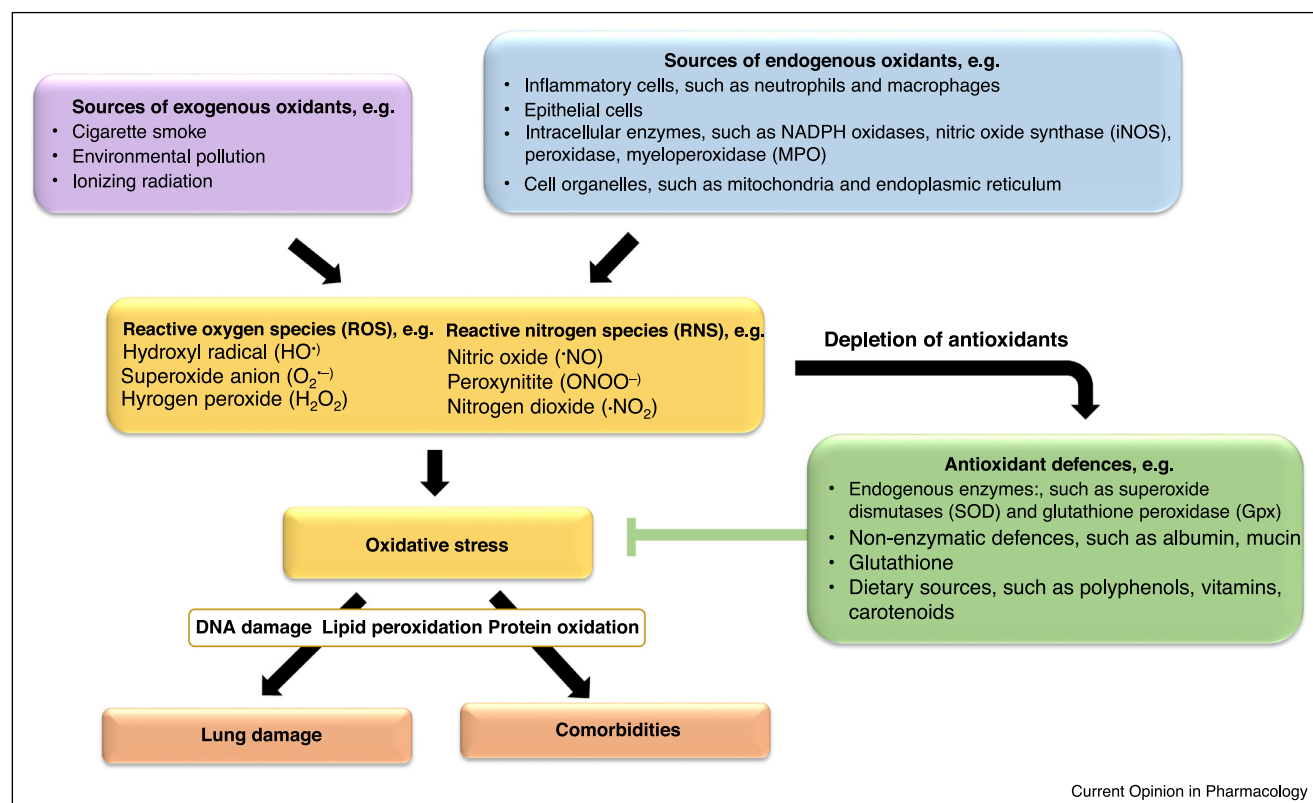 Sources of exogenous oxidants, e.g.
• Cigarette smoke
• Environmental pollution
• Ionizing radiation
Sources of endogenous oxidants, e.g.
• Inflammatory cells, such as neutrophils and macrophages
• Epithelial cells
• Intracellular enzymes, such as NADPH oxidases, nitric oxide synthase (iNOS),
peroxidase, myeloperoxidase (MPO)
• Cell organelles, such as mitochondria and endoplasmic reticulum
Reactive oxygen species (ROS), e.g.
Hydroxyl radical (HO•)
Superoxide anion (O₂•–)
Hyrogen peroxide (H₂O₂)
Reactive nitrogen species (RNS), e.g.
Nitric oxide (•NO)
Peroxynitite (ONOO–)
Nitrogen dioxide (·NO₂)
Depletion of antioxidants
Antioxidant defences, e.g.
• Endogenous enzymes:, such as superoxide
dismutases (SOD) and glutathione peroxidase (Gpx)
• Non-enzymatic defences, such as albumin, mucin
• Glutathione
• Dietary sources, such as polyphenols, vitamins,
carotenoids
Oxidative stress
DNA damage Lipid peroxidation Protein oxidation
Lung damage
Comorbidities
Current Opinion in Pharmacology